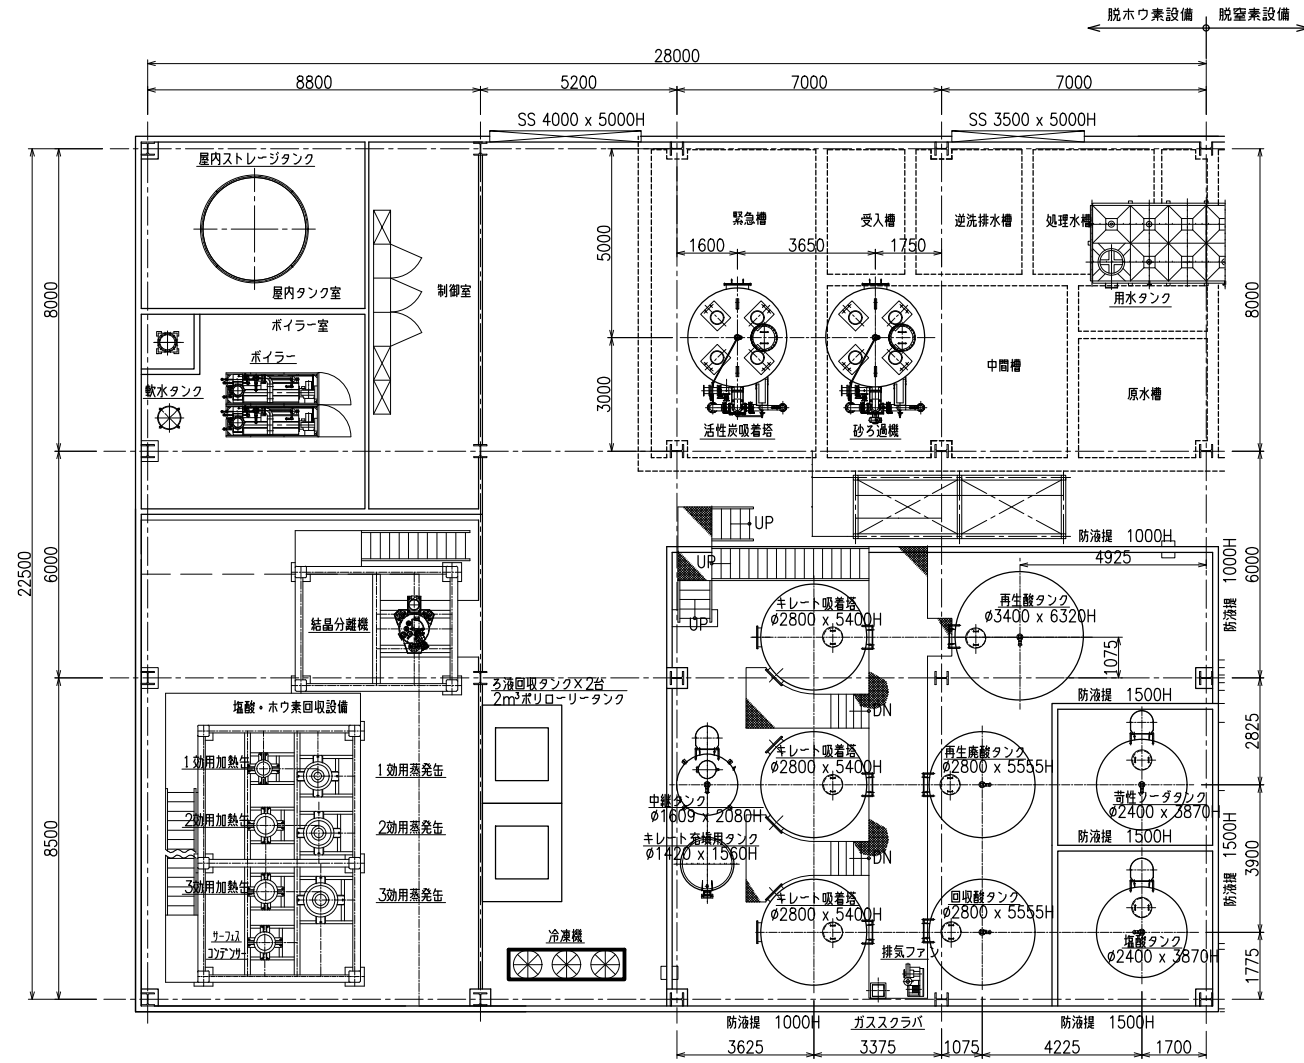 脱ホウ素設備 脱窒素設備
28000
8800 5200 7000 7000
SS 4000 x 5000H SS 3500 x 5000H
屋内ストレージタンク
緊急槽 受入槽 逆洗排水槽 処理水槽
1600 3650 1750
5000
屋内タンク室 制御室
用水タンク
8000 8000
ボイラー室
ボイラー
中間槽
原水槽
軟水タンク
3000
活性炭吸着塔 砂ろ過機
22500
6000
UP
防液提 1000H
4925
UP
防液提 1000H
6000
結晶分離機
キレート吸着塔
ø2800 x 5400H
再生酸タンク
ø3400 x 6320H
UP
1075
ろ液回収タンク×2台
2m³ポリローリータンク
防液提 1500H
塩酸・ホウ素回収設備
DN
2825
1効用加熱缶 1効用蒸発缶
キレート吸着塔
ø2800 x 5400H
再生廃酸タンク
ø2800 x 5555H
中継タンク
ø1609 x 2080H
苛性ソーダタンク
ø2400 x 3870H
2効用加熱缶 2効用蒸発缶
キレート充填用タンク
ø1420 x 1560H
防液提 1500H
DN
8500
防液提 1500H
3900
3効用加熱缶 3効用蒸発缶
キレート吸着塔
ø2800 x 5400H
回収酸タンク
ø2800 x 5555H
サーフェス
コンデンサー
冷凍機
排気ファン
塩酸タンク
ø2400 x 3870H
1775
防液提 1000H ガススクラバ 防液提 1500H
3625 3375 1075 4225 1700